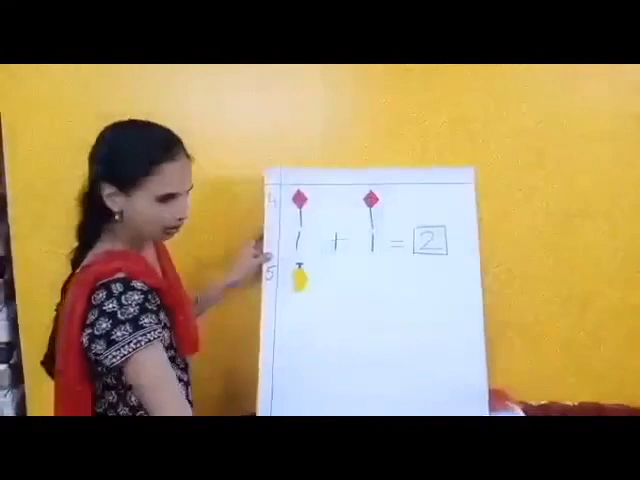 4
1 + 1 = 2
5